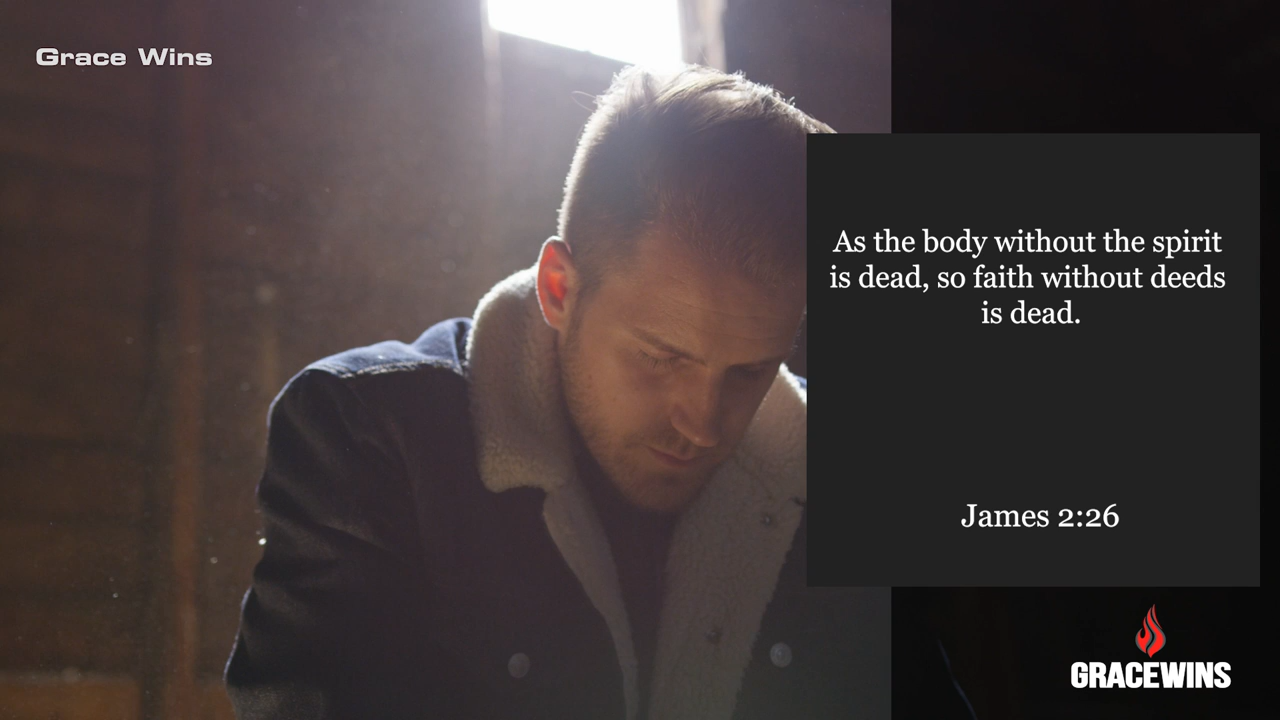 Grace Wins
As the body without the spirit
is dead, so faith without deeds
is dead.
James 2:26
GRACEWINS